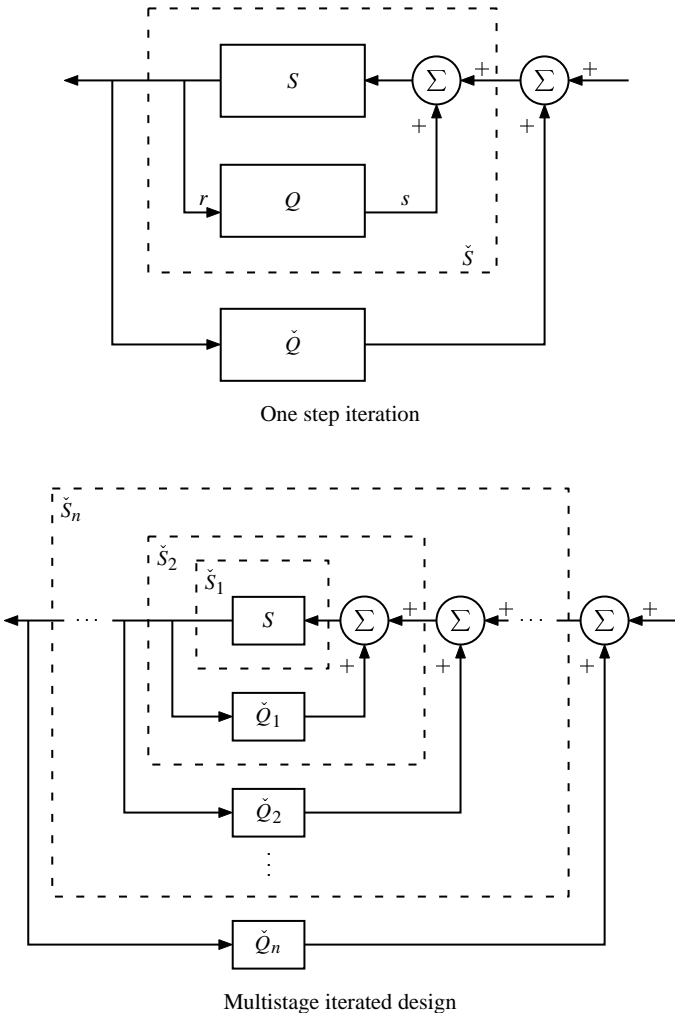 S
Σ
+
Σ
+
+
+
r
Q
s
Š
Q̌
One step iteration
Šₙ
Š₂
Š₁
· · ·
S
Σ
+
Σ
+
· · ·
Σ
+
+
+
+
Q̌₁
Q̌₂
⋮
Q̌ₙ
Multistage iterated design